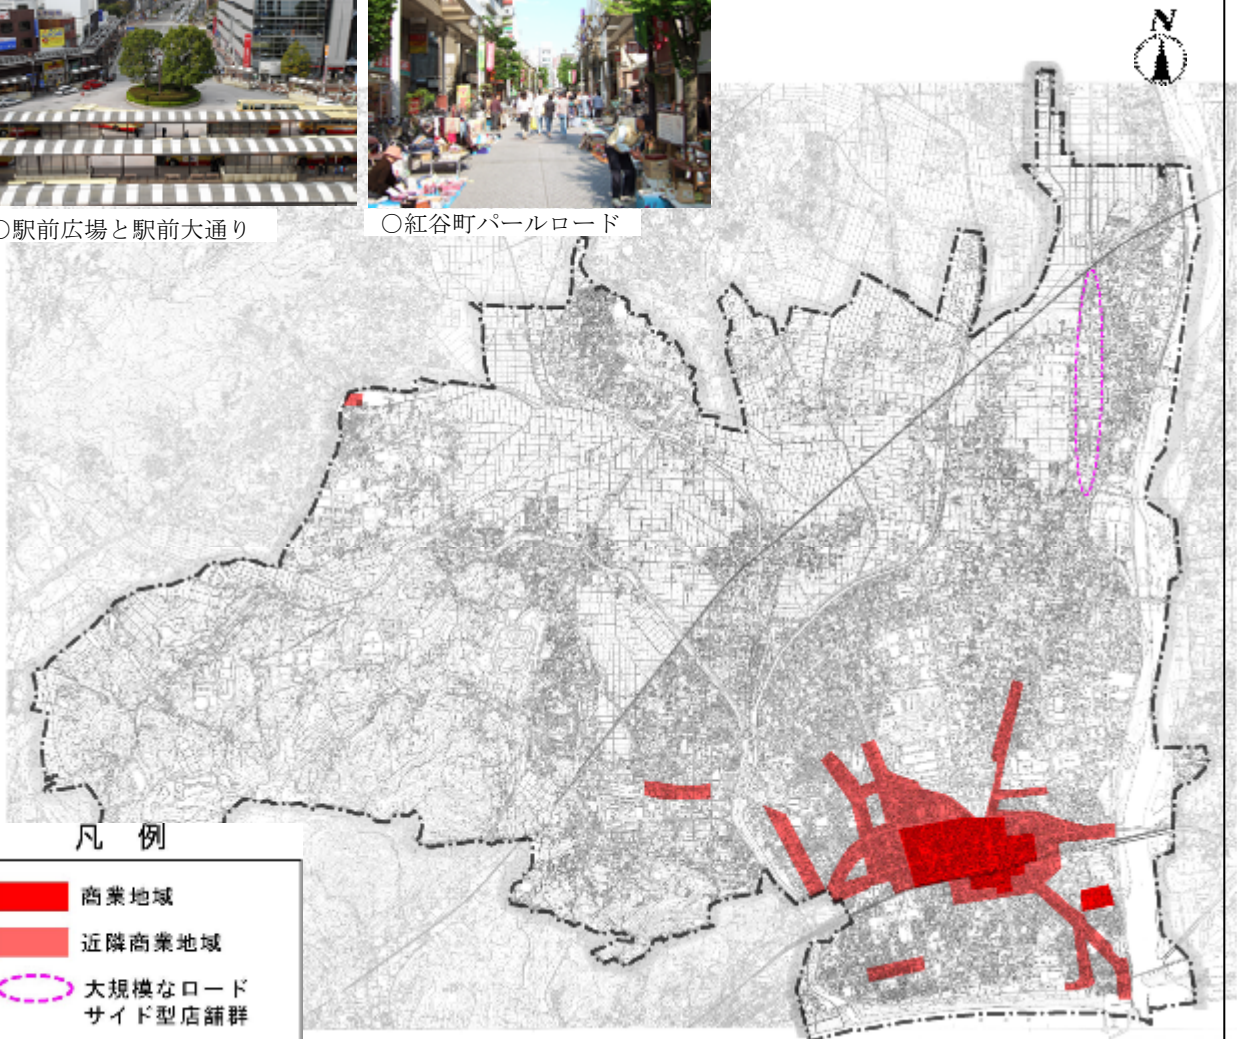 N
○駅前広場と駅前大通り
○紅谷町パールロード
凡 例
商業地域
近隣商業地域
大規模なロード
サイド型店舗群